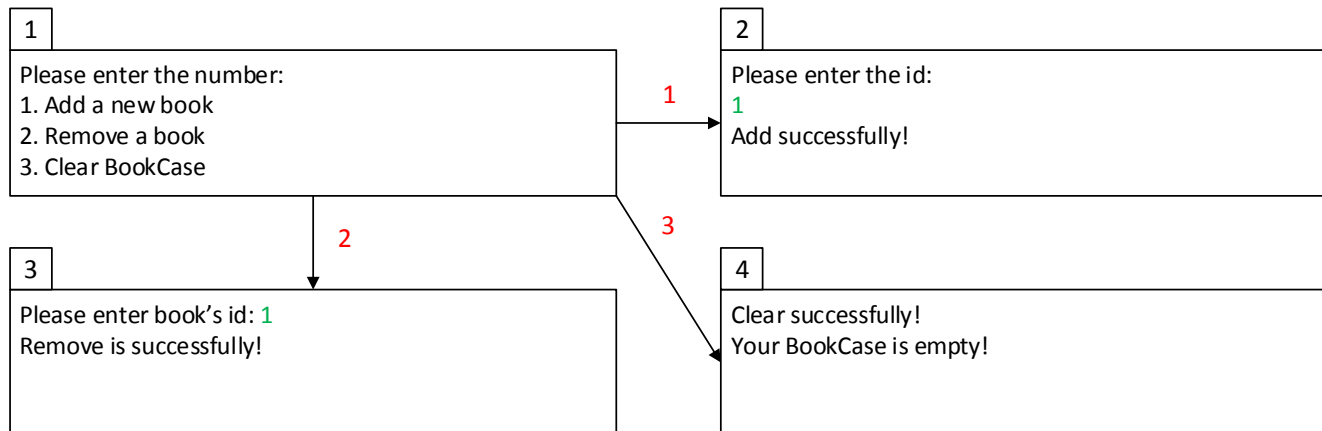 1
Please enter the number:
1. Add a new book
2. Remove a book
3. Clear BookCase
1
2
Please enter the id:
1
Add successfully!
2
3
3
Please enter book's id: 1
Remove is successfully!
4
Clear successfully!
Your BookCase is empty!